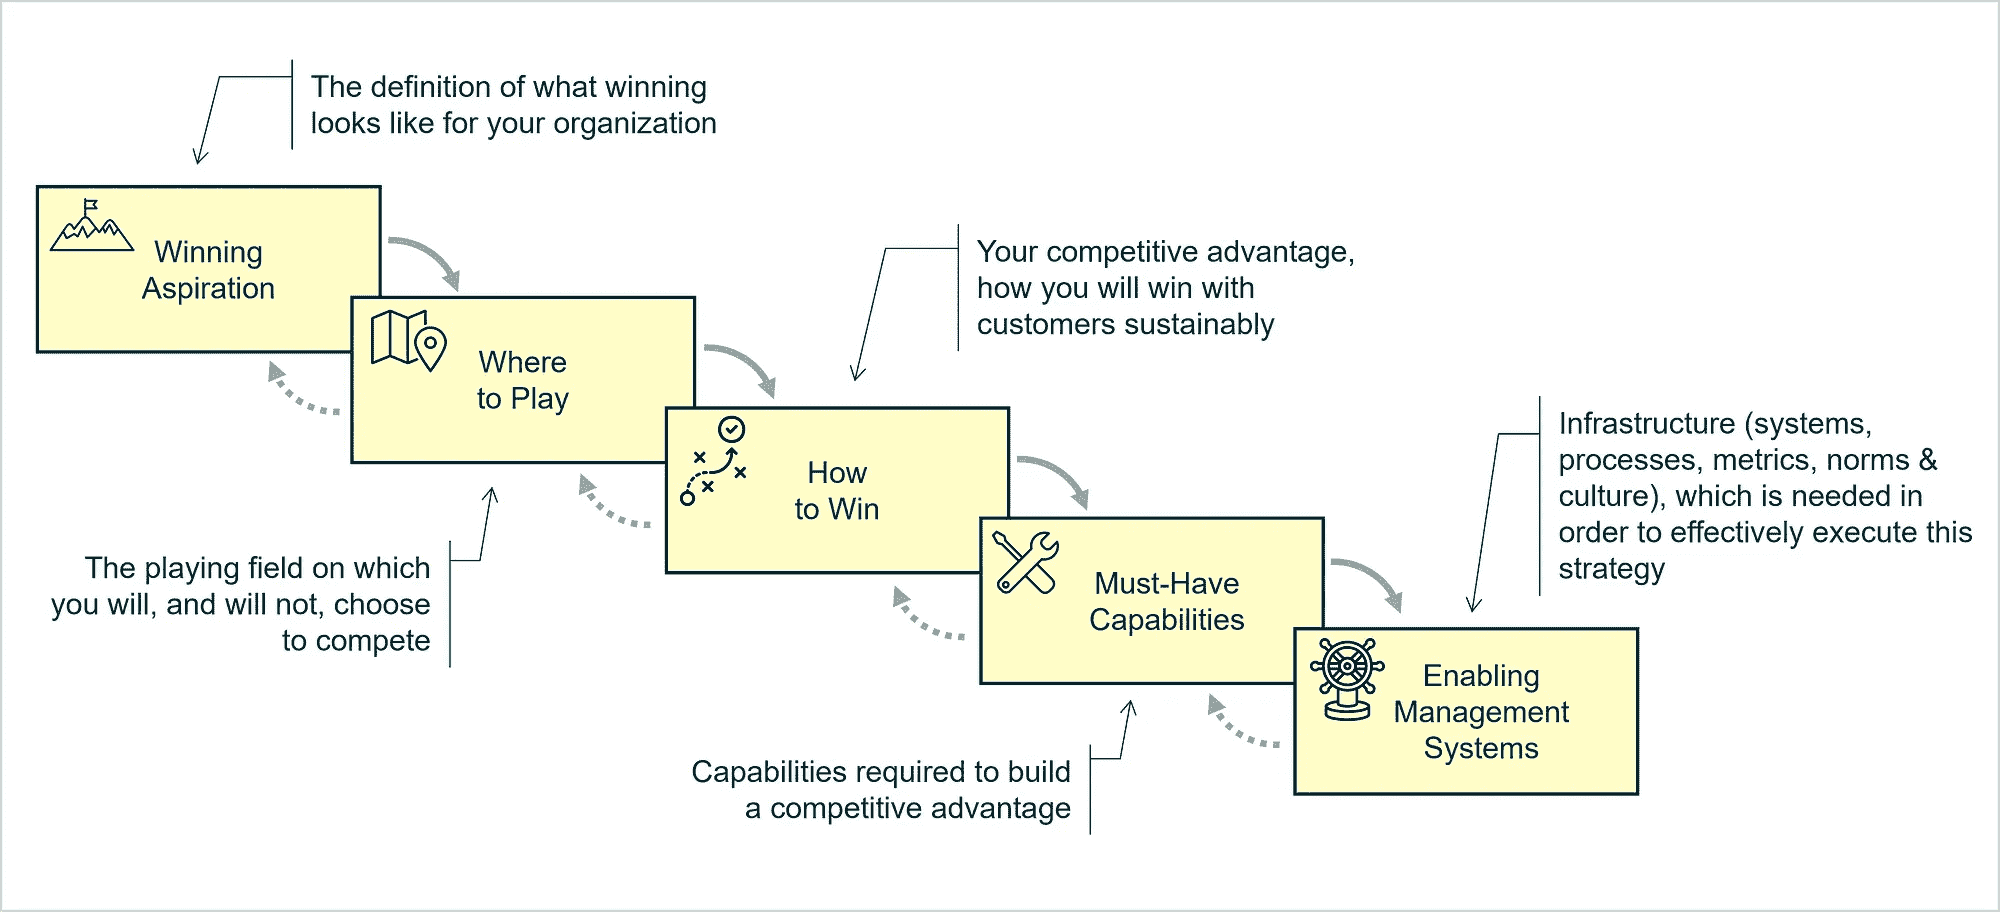 The definition of what winning
looks like for your organization
Winning
Aspiration
Where
to Play
The playing field on which
you will, and will not, choose
to compete
Your competitive advantage,
how you will win with
customers sustainably
How
to Win
Must-Have
Capabilities
Capabilities required to build
a competitive advantage
Infrastructure (systems,
processes, metrics, norms &
culture), which is needed in
order to effectively execute this
strategy
Enabling
Management
Systems